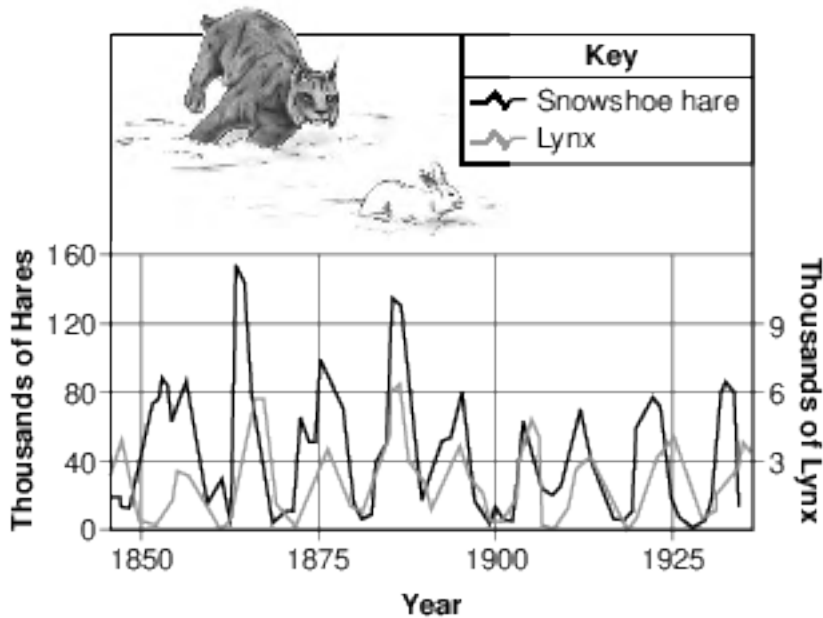 Key
Snowshoe hare
Lynx
Thousands of Hares
160
120
80
40
0
Thousands of Lynx
9
6
3
1850 1875 1900 1925
Year